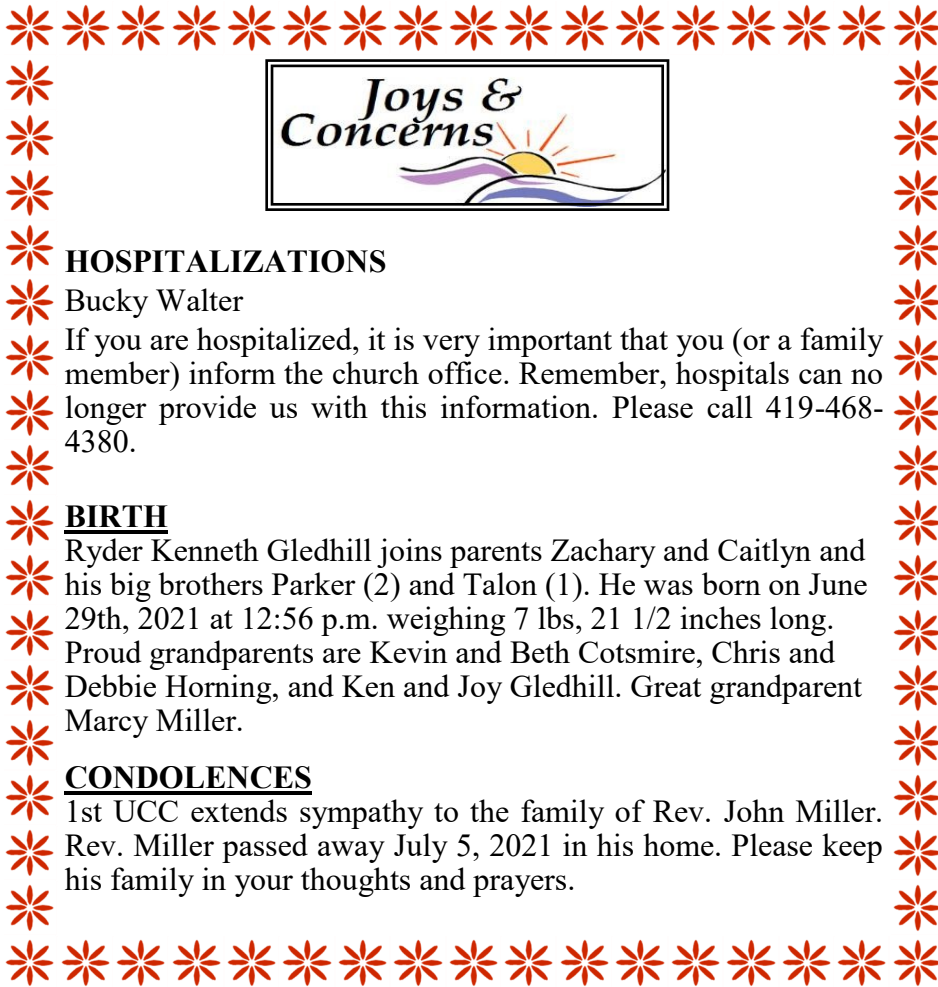 Joys &
Concerns
HOSPITALIZATIONS
Bucky Walter
If you are hospitalized, it is very important that you (or a family
member) inform the church office. Remember, hospitals can no
longer provide us with this information. Please call 419-468-
4380.
BIRTH
Ryder Kenneth Gledhill joins parents Zachary and Caitlyn and
his big brothers Parker (2) and Talon (1). He was born on June
29th, 2021 at 12:56 p.m. weighing 7 lbs, 21 1/2 inches long.
Proud grandparents are Kevin and Beth Cotsmire, Chris and
Debbie Horning, and Ken and Joy Gledhill. Great grandparent
Marcy Miller.
CONDOLENCES
1st UCC extends sympathy to the family of Rev. John Miller.
Rev. Miller passed away July 5, 2021 in his home. Please keep
his family in your thoughts and prayers.